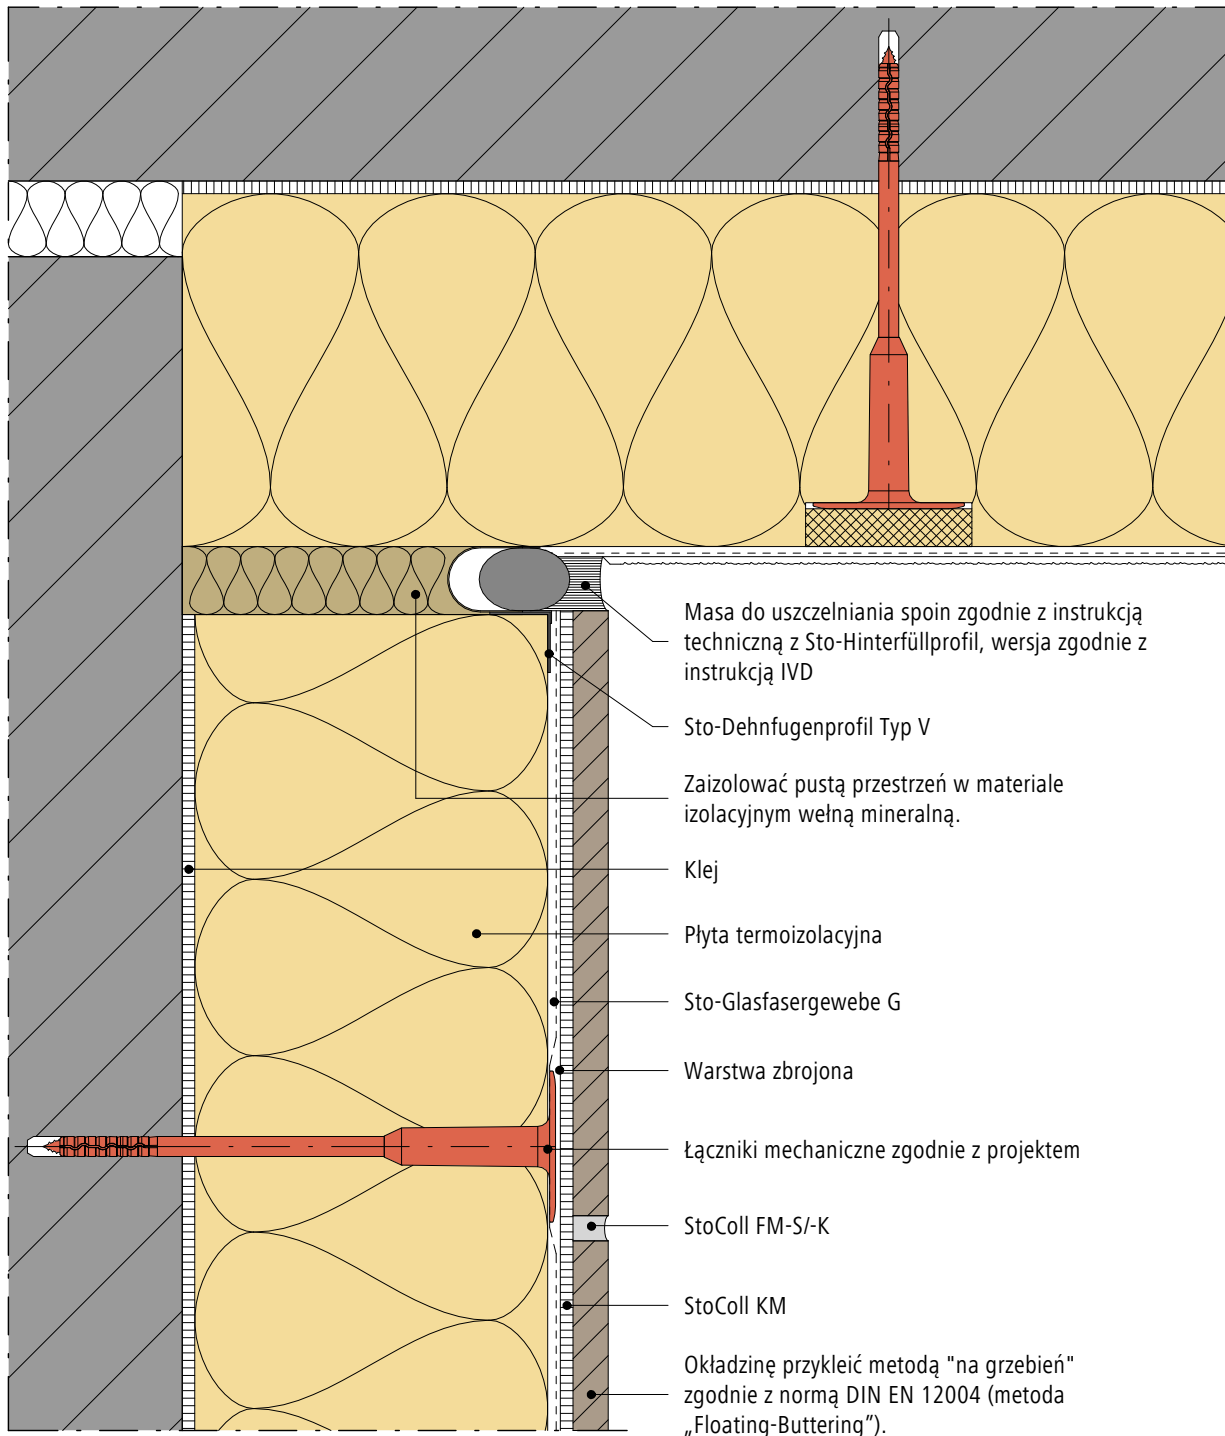 Masa do uszczelniania spoin zgodnie z instrukcją
techniczną z Sto-Hinterfüllprofil, wersja zgodnie z
instrukcją IVD
Sto-Dehnfugenprofil Typ V
Zaizolować pustą przestrzeń w materiale
izolacyjnym wełną mineralną.
Klej
Płyta termoizolacyjna
Sto-Glasfasergewebe G
Warstwa zbrojona
Łączniki mechaniczne zgodnie z projektem
StoColl FM-S/-K
StoColl KM
Okładzinę przykleić metodą "na grzebień"
zgodnie z normą DIN EN 12004 (metoda
„Floating-Buttering”).